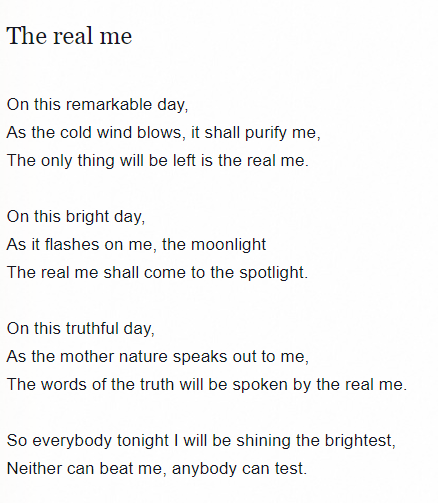 The real me
On this remarkable day,
As the cold wind blows, it shall purify me,
The only thing will be left is the real me.
On this bright day,
As it flashes on me, the moonlight
The real me shall come to the spotlight.
On this truthful day,
As the mother nature speaks out to me,
The words of the truth will be spoken by the real me.
So everybody tonight I will be shining the brightest,
Neither can beat me, anybody can test.